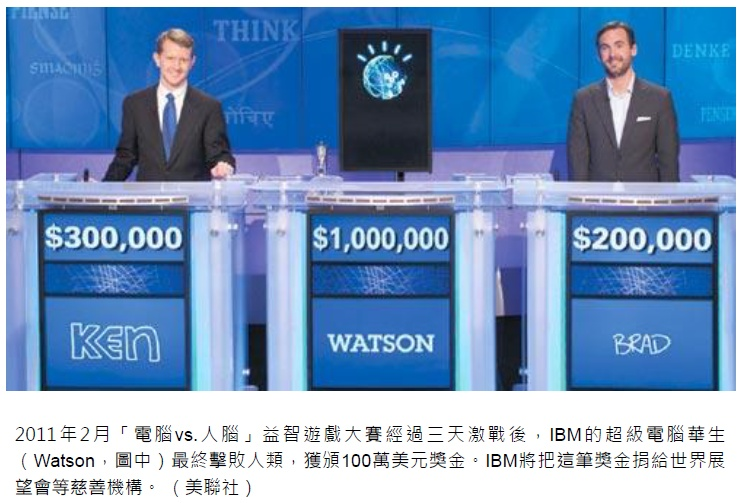 PIENSE
THINK
DENKE
$300,000
$1,000,000
$200,000
Ken
WATSON
BRAD
2011年2月「電腦vs.人腦」益智遊戲大賽經過三天激戰後，IBM的超級電腦華生
（Watson，圖中）最終擊敗人類，獲頒100萬美元獎金。IBM將把這筆獎金捐給世界展
望會等慈善機構。（美聯社）